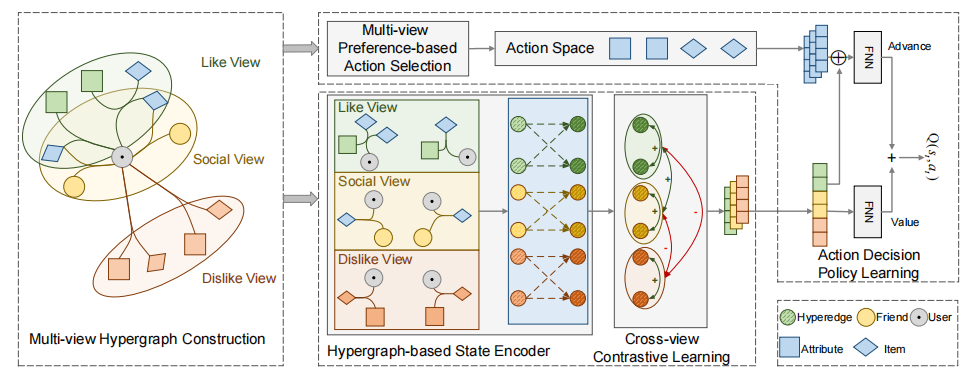 Like View
Social View
Dislike View
Multi-view Hypergraph Construction
Multi-view
Preference-based
Action Selection
Action Space
FNN
Advance
Like View
Social View
Dislike View
+
+
+
+
-
-
Hypergraph-based State Encoder
Cross-view
Contrastive Learning
+
Q(s_t,a_t)
FNN
Value
Action Decision
Policy Learning
Hyperedge
Friend
User
Attribute
Item